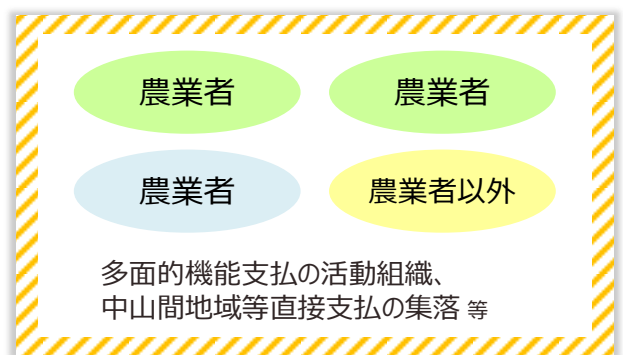 農業者
農業者
農業者
農業者以外
多面的機能支払の活動組織、
中山間地域等直接支払の集落 等